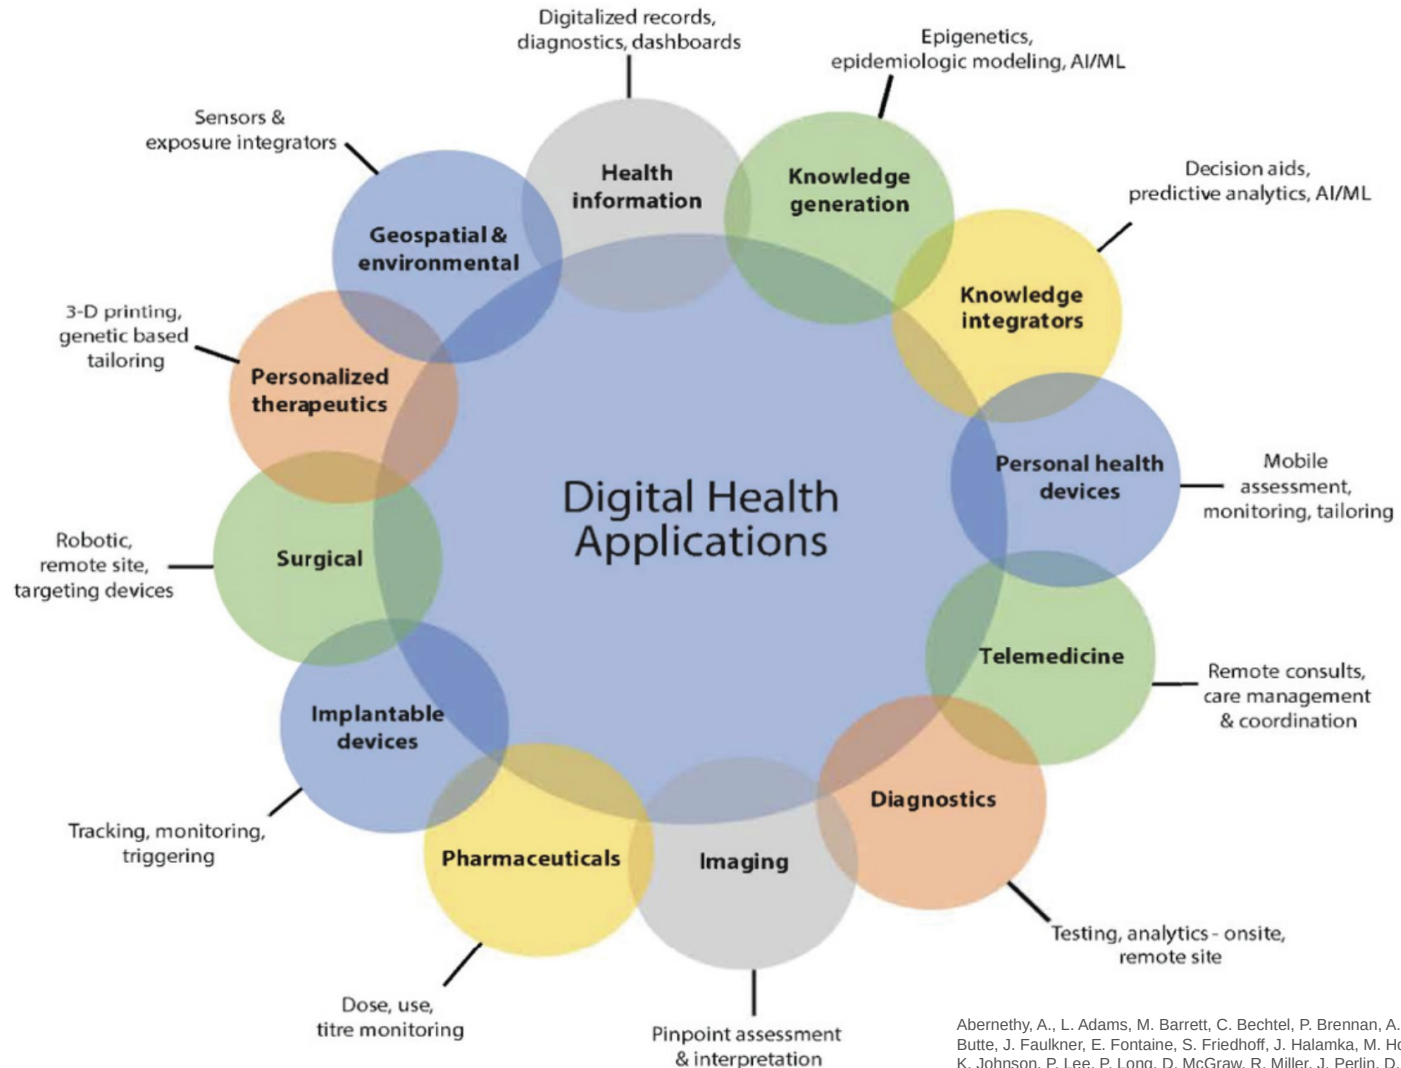 Digitalized records,
diagnostics, dashboards
Epigenetics,
epidemiologic modeling, AI/ML
Sensors &
exposure integrators
Health
information
Knowledge
generation
Decision aids,
predictive analytics, AI/ML
Geospatial &
environmental
Knowledge
integrators
3-D printing,
genetic based
tailoring
Personalized
therapeutics
Digital Health
Applications
Personal health
devices
Mobile
assessment,
monitoring, tailoring
Robotic,
remote site,
targeting devices
Surgical
Telemedicine
Remote consults,
care management
& coordination
Implantable
devices
Diagnostics
Tracking, monitoring,
triggering
Pharmaceuticals
Imaging
Testing, analytics - onsite,
remote site
Dose, use,
titre monitoring
Pinpoint assessment
& interpretation
Abernethy, A., L. Adams, M. Barrett, C. Bechtel, P. Brennan, A.
Butte, J. Faulkner, E. Fontaine, S. Friedhoff, J. Halamka, M.
K. Johnson, P. Lee, P. Long, D. McGraw, R. Miller, J. Perlin, D.